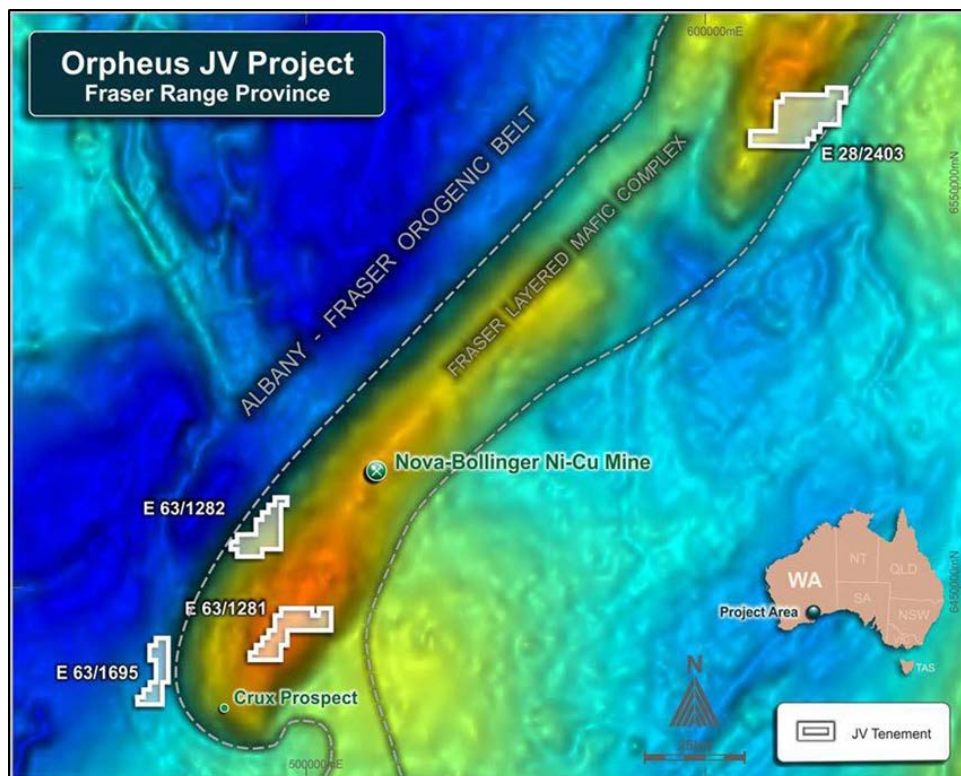 Orpheus JV Project
Fraser Range Province
600000mE
E 28/2403
6550000mN
ALBANY - FRASER OROGENIC BELT
FRASER LAYERED MAFIC COMPLEX
Nova-Bollinger Ni-Cu Mine
E 63/1282
E 63/1281
E 63/1695
Crux Prospect
500000mE
6450000mN
WA
NT
QLD
SA
NSW
TAS
Project Area
N
JV Tenement